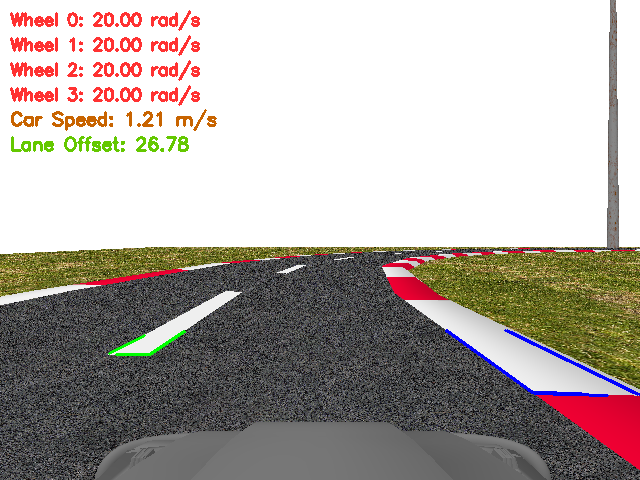 Wheel 0: 20.00 rad/s
Wheel 1: 20.00 rad/s
Wheel 2: 20.00 rad/s
Wheel 3: 20.00 rad/s
Car Speed: 1.21 m/s
Lane Offset: 26.78